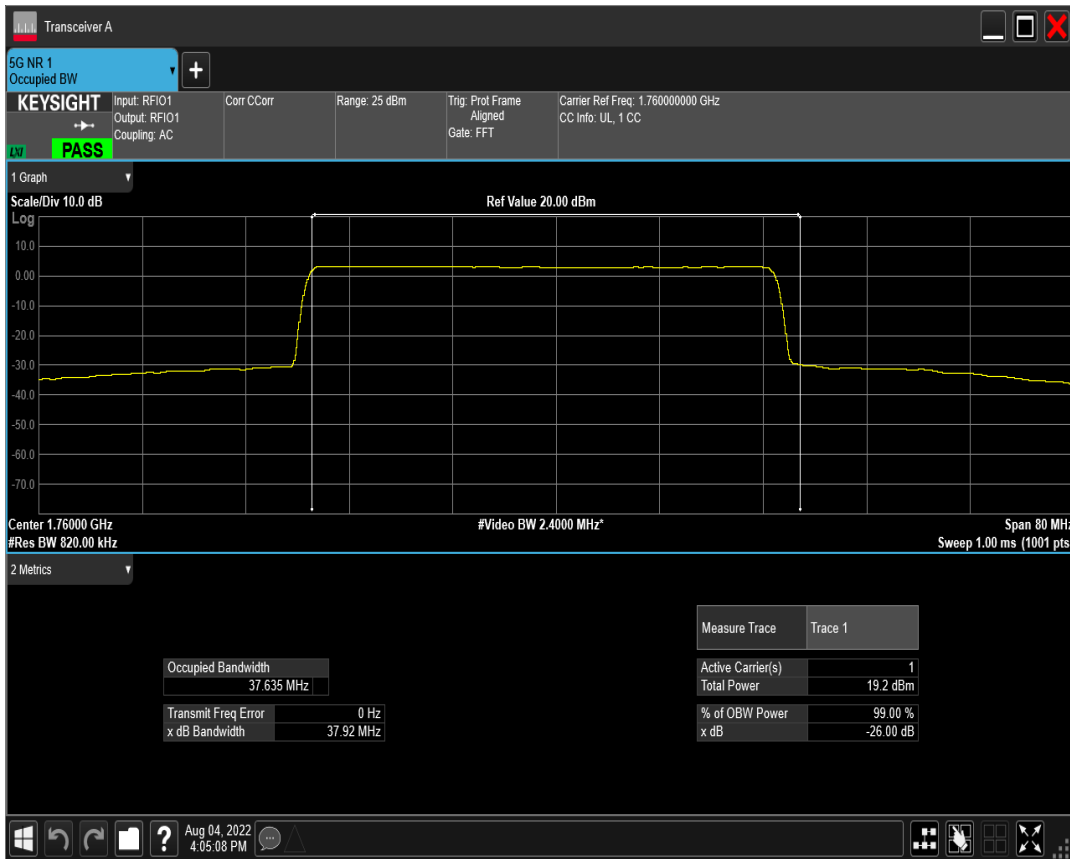 Transceiver A
5G NR 1
Occupied BW
KEYSIGHT
LXI
PASS
Input: RFIO1
Output: RFIO1
Coupling: AC
Corr CCorr
Range: 25 dBm
Trig: Prot Frame
Aligned
Gate: FFT
Carrier Ref Freq: 1.760000000 GHz
CC Info: UL, 1 CC
1 Graph
Scale/Div 10.0 dB
Ref Value 20.00 dBm
Log
10.0
0.00
-10.0
-20.0
-30.0
-40.0
-50.0
-60.0
-70.0
Center 1.76000 GHz
#Video BW 2.4000 MHz*
Span 80 MHz
#Res BW 820.00 kHz
Sweep 1.00 ms (1001 pts
2 Metrics
Measure Trace Trace 1
Occupied Bandwidth
37.635 MHz
Active Carrier(s) 1
Total Power 19.2 dBm
Transmit Freq Error 0 Hz
x dB Bandwidth 37.92 MHz
% of OBW Power 99.00 %
x dB -26.00 dB
?
Aug 04, 2022
4:05:08 PM